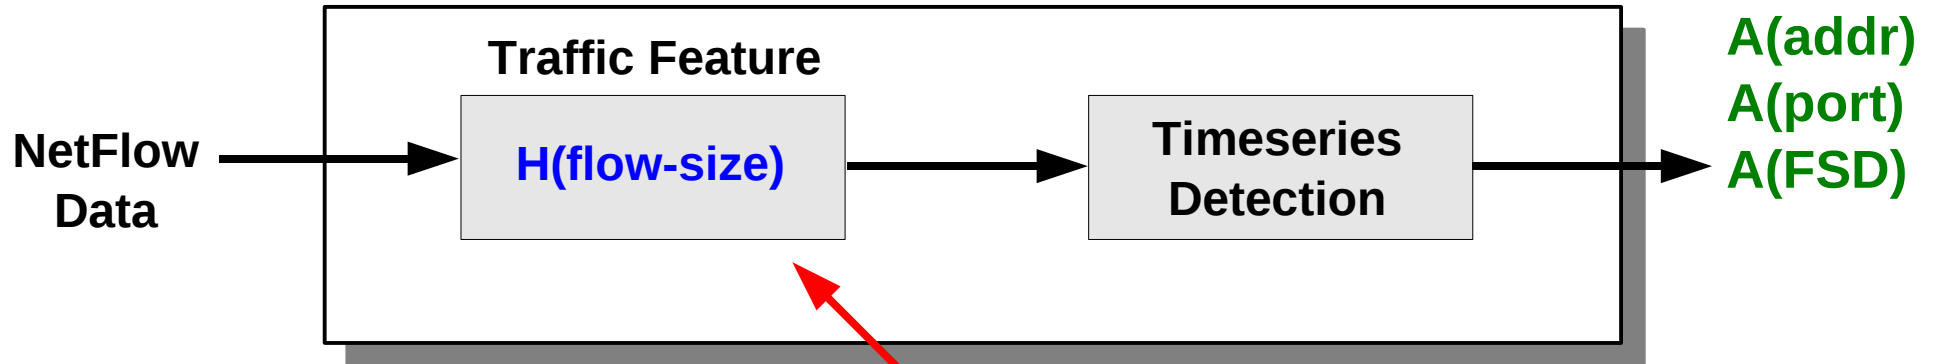 NetFlow
Data
Traffic Feature
H(flow-size)
Timeseries
Detection
A(addr)
A(port)
A(FSD)